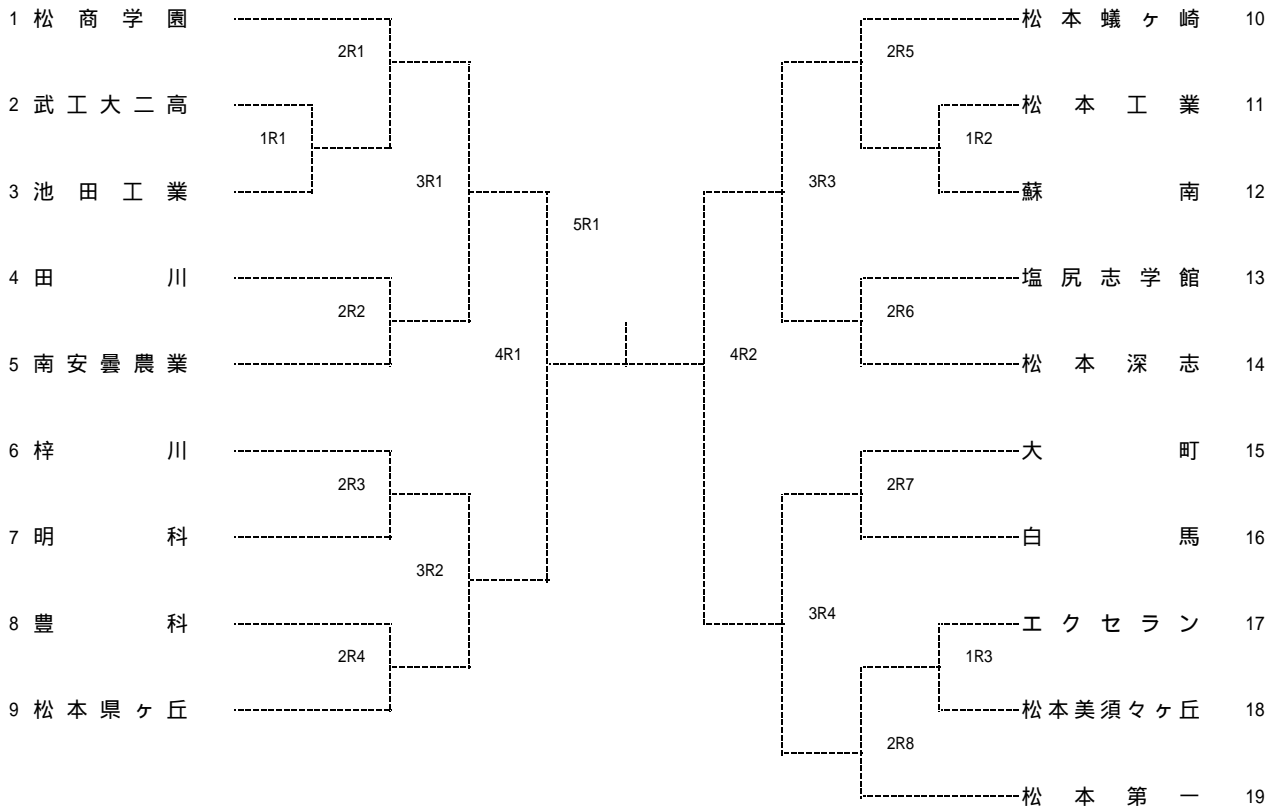 1 松商学園
2R1
2 武工大二高
1R1
3 池田工業
3R1
4 田川
2R2
5 南安曇農業
4R1
6 梓川
2R3
7 明科
3R2
8 豊科
2R4
9 松本県ヶ丘
5R1
松本蟻ヶ崎 10
2R5
松本工業 11
1R2
蘇南 12
3R3
塩尻志学館 13
2R6
松本深志 14
4R2
大町 15
2R7
白馬 16
3R4
エクセラン 17
1R3
松本美須々ヶ丘 18
2R8
松本第一 19